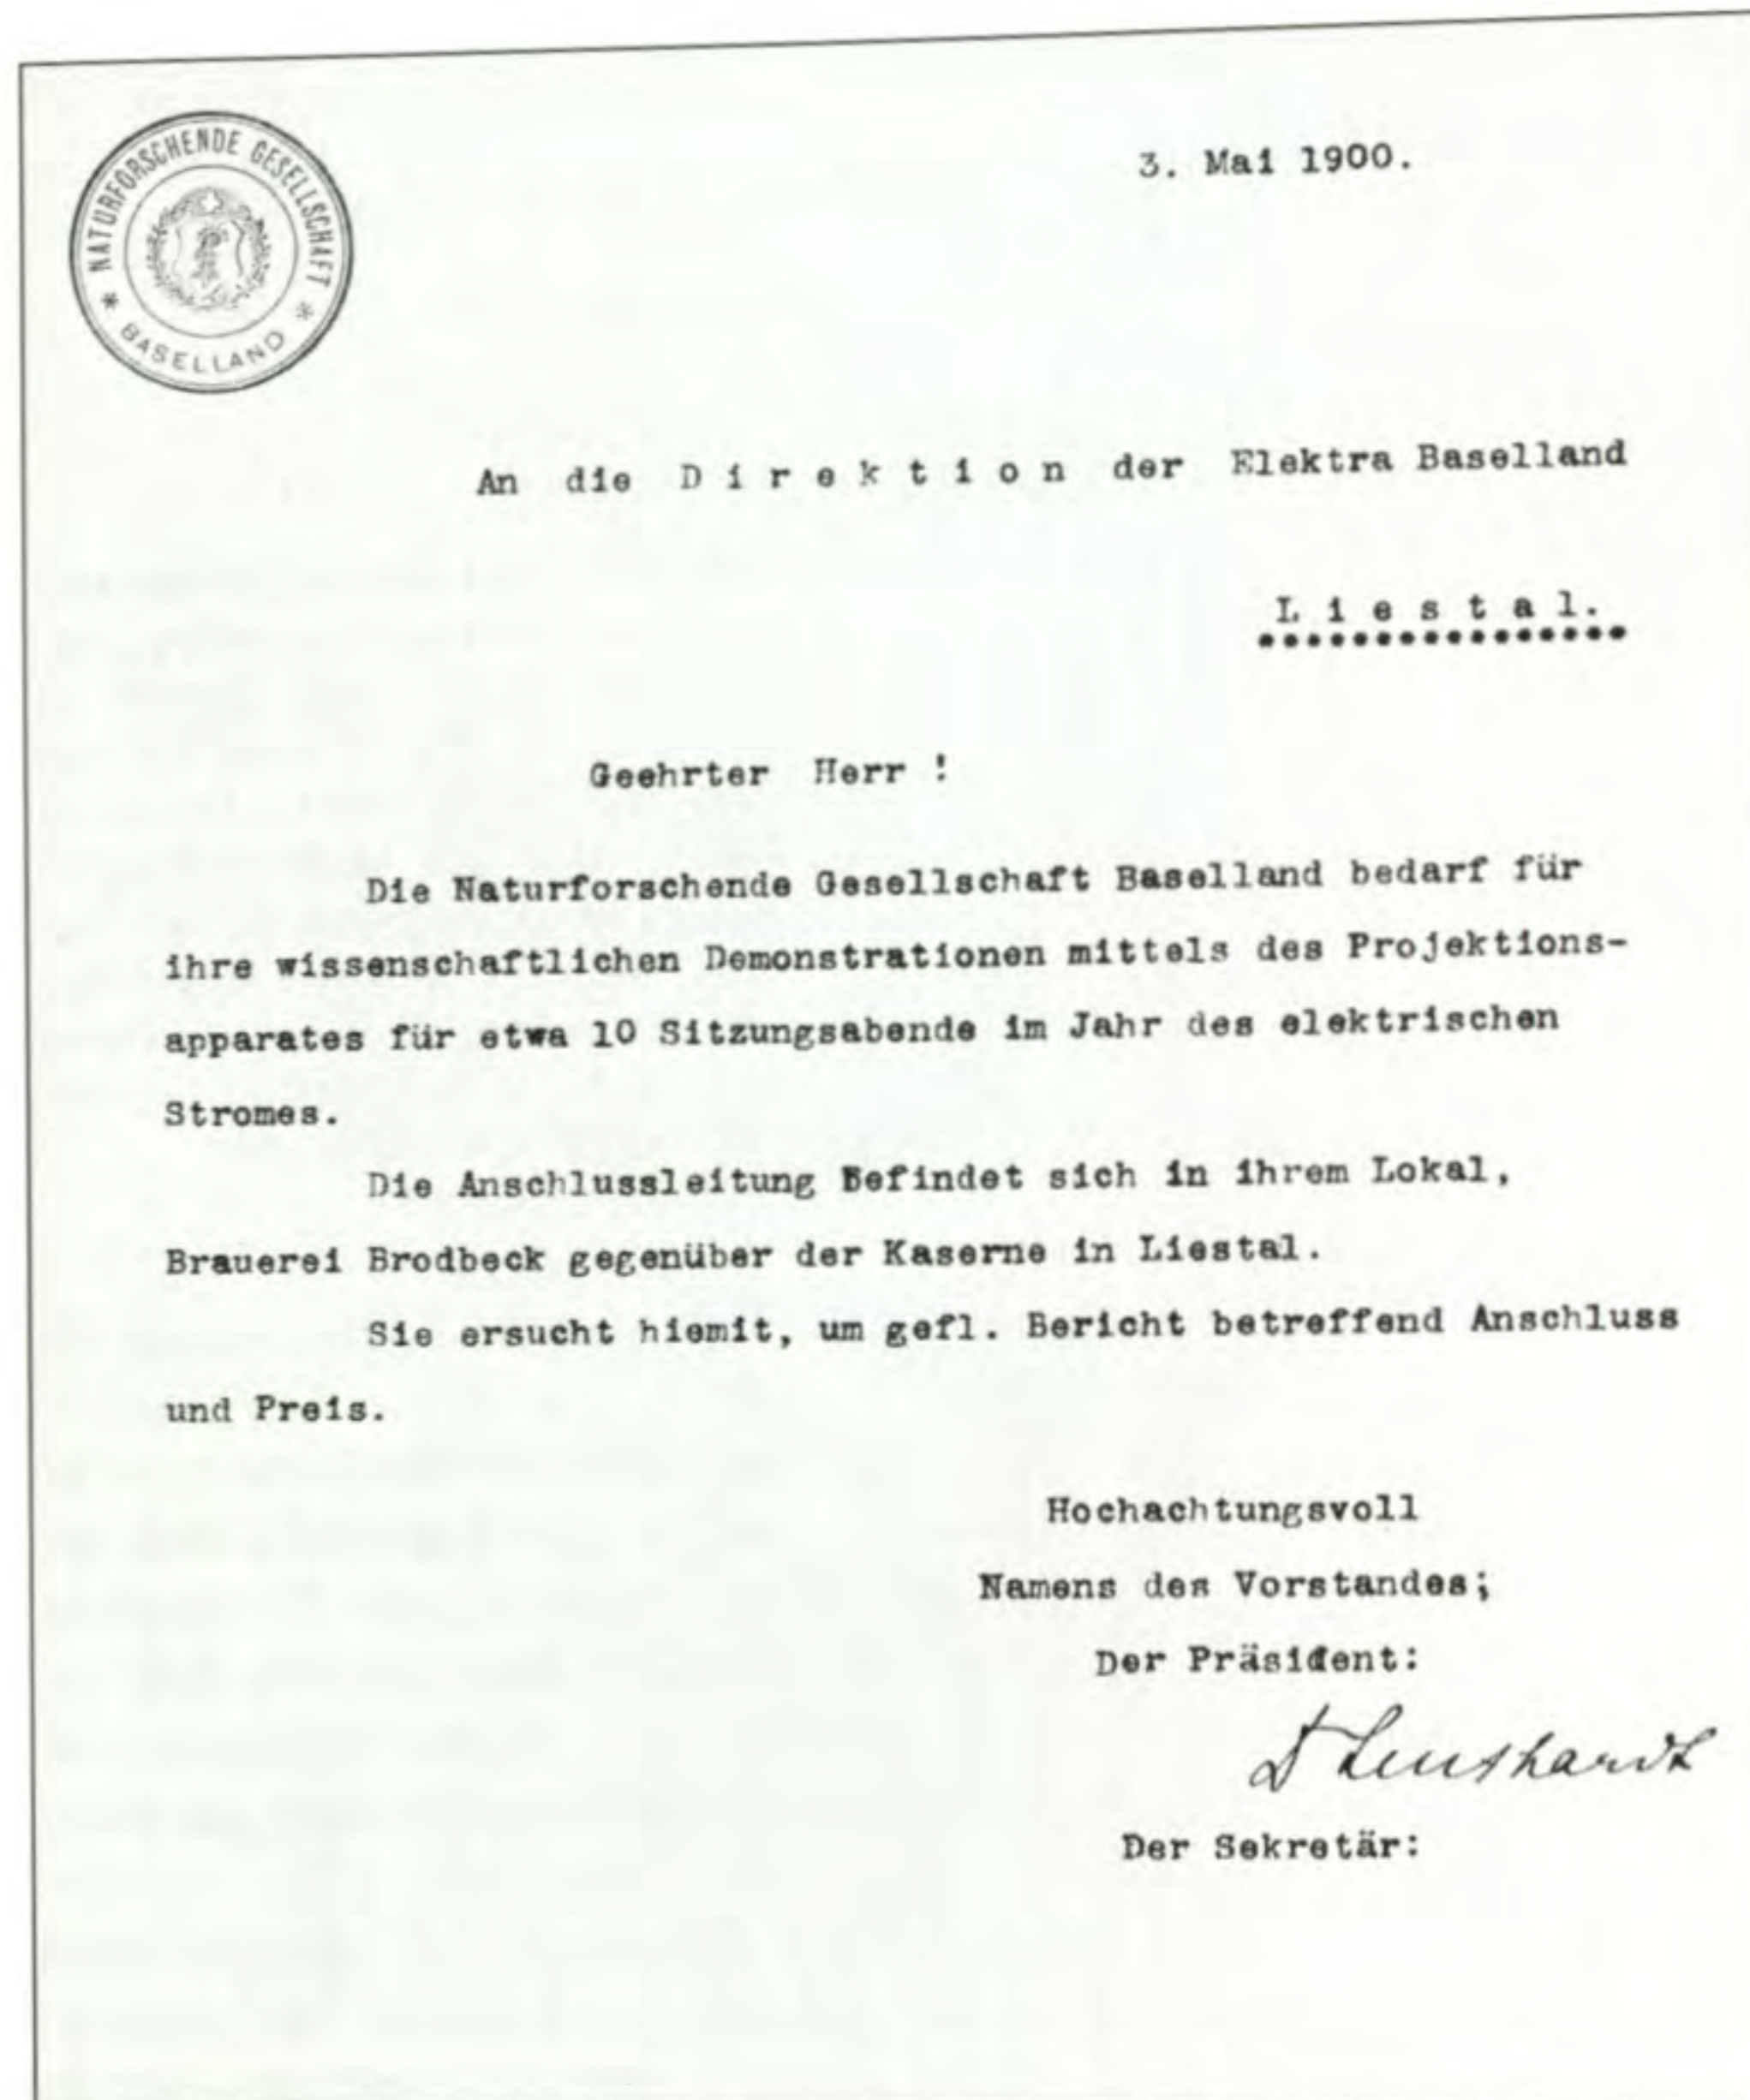 NATURFORSCHENDE GESELLSCHAFT
* BASELLAND *
3. Mai 1900.
An die D i r e k t i o n der Elektra Baselland
L i e s t a l.
Geehrter Herr !
Die Naturforschende Gesellschaft Baselland bedarf für
ihre wissenschaftlichen Demonstrationen mittels des Projektions-
apparates für etwa 10 Sitzungsabende im Jahr des elektrischen
Stromes.
Die Anschlussleitung Befindet sich in ihrem Lokal,
Brauerei Brodbeck gegenüber der Kaserne in Liestal.
Sie ersucht hiemit, um gefl. Bericht betreffend Anschluss
und Preis.
Hochachtungsvoll
Namens des Vorstandes;
Der Präsident:
Der Sekretär: